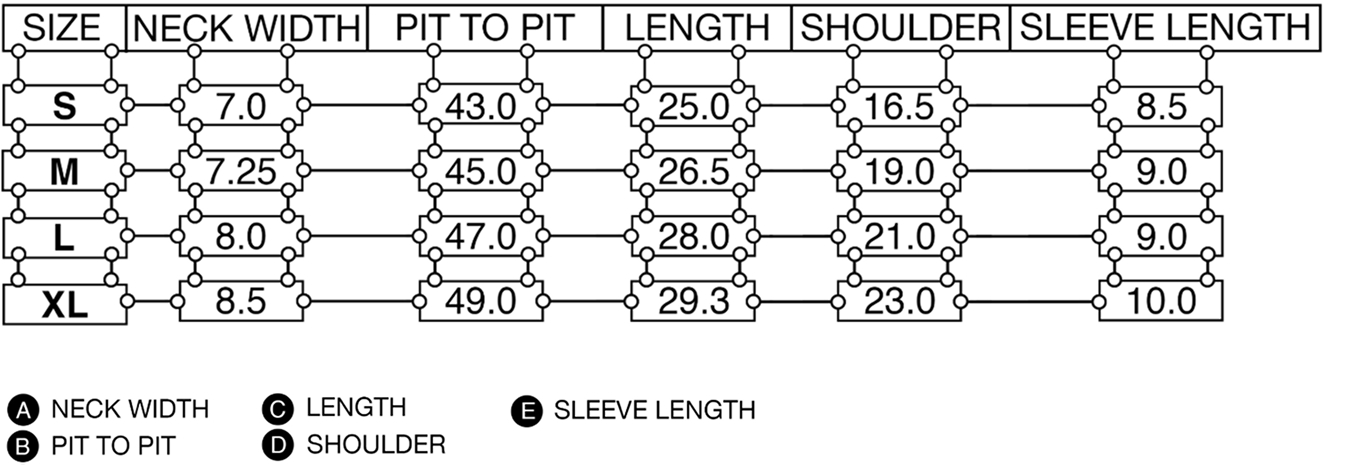 SIZE NECK WIDTH PIT TO PIT LENGTH SHOULDER SLEEVE LENGTH
S 7.0 43.0 25.0 16.5 8.5
M 7.25 45.0 26.5 19.0 9.0
L 8.0 47.0 28.0 21.0 9.0
XL 8.5 49.0 29.3 23.0 10.0
A NECK WIDTH C LENGTH E SLEEVE LENGTH
B PIT TO PIT D SHOULDER